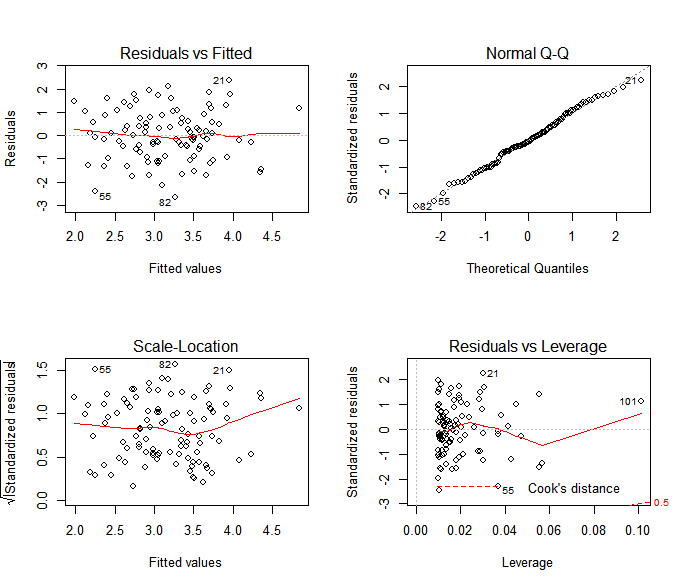 Residuals vs Fitted
Residuals
3
2
1
0
-1
-2
-3
21
55
82
2.0 2.5 3.0 3.5 4.0 4.5
Fitted values
Normal Q-Q
Standardized residuals
2
1
0
-1
-2
21
82
55
-2 -1 0 1 2
Theoretical Quantiles
Scale-Location
√|Standardized residuals|
1.5
1.0
0.5
0.0
55
82
21
2.0 2.5 3.0 3.5 4.0 4.5
Fitted values
Residuals vs Leverage
Standardized residuals
2
1
0
-1
-2
-3
21
101
55
Cook's distance
0.5
0.00 0.02 0.04 0.06 0.08 0.10
Leverage